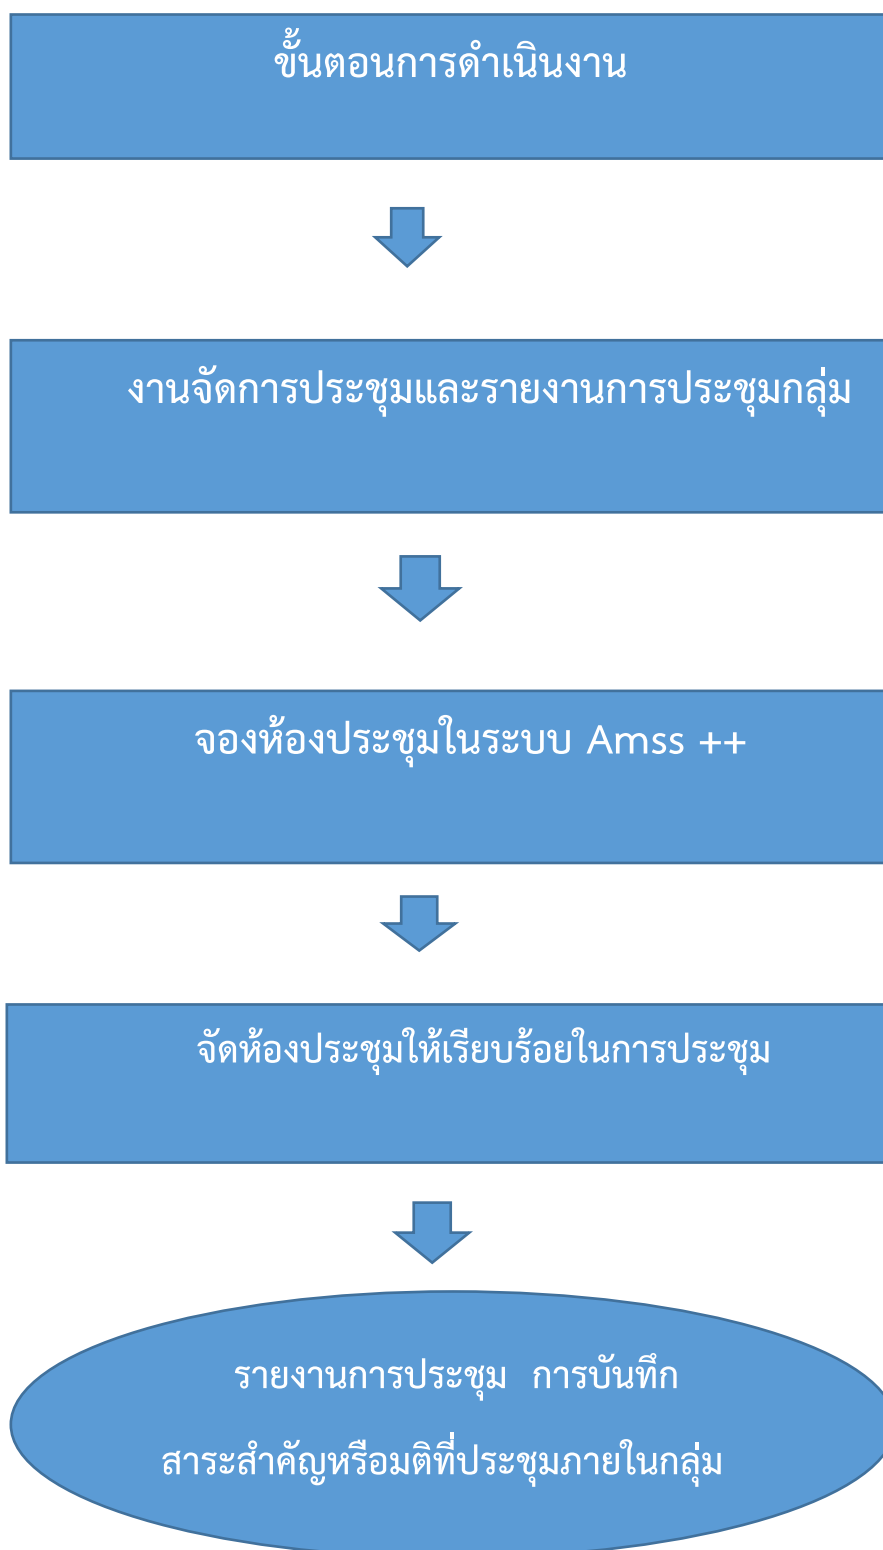 ขั้นตอนการดำเนินงาน
งานจัดการประชุมและรายงานการประชุมกลุ่ม
จองห้องประชุมในระบบ Amss ++
จัดห้องประชุมให้เรียบร้อยในการประชุม
รายงานการประชุม การบันทึก
สาระสำคัญหรือมติที่ประชุมภายในกลุ่ม